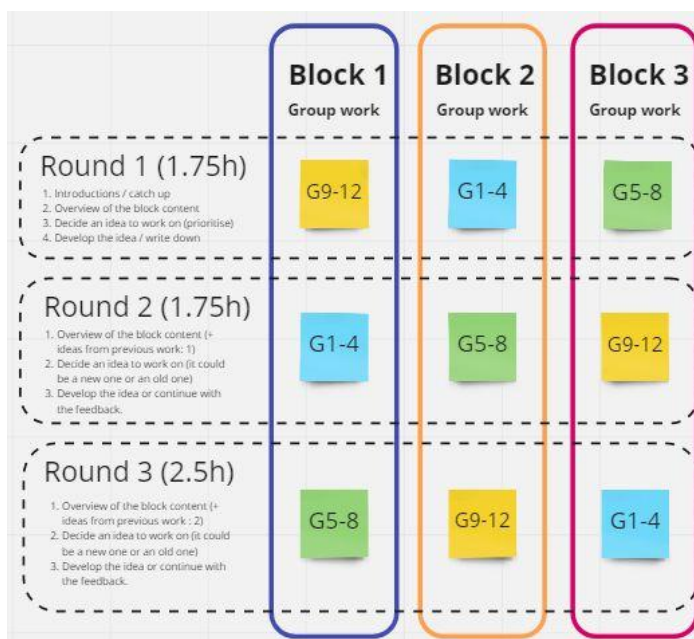 Block 1
Block 2
Block 3
Group work
Group work
Group work
Round 1 (1.75h)
1. Introductions / catch up
2. Overview of the block content
3. Decide an idea to work on (prioritise)
4. Develop the idea / write down
G9-12
G1-4
G5-8
Round 2 (1.75h)
1. Overview of the block content (+
ideas from previous work: 1)
2. Decide an idea to work on (it could
be a new one or an old one)
3. Develop the idea or continue with
the feedback.
G1-4
G5-8
G9-12
Round 3 (2.5h)
1. Overview of the block content (+
ideas from previous work : 2)
2. Decide an idea to work on (it could
be a new one or an old one)
3. Develop the idea or continue with
the feedback.
G5-8
G9-12
G1-4